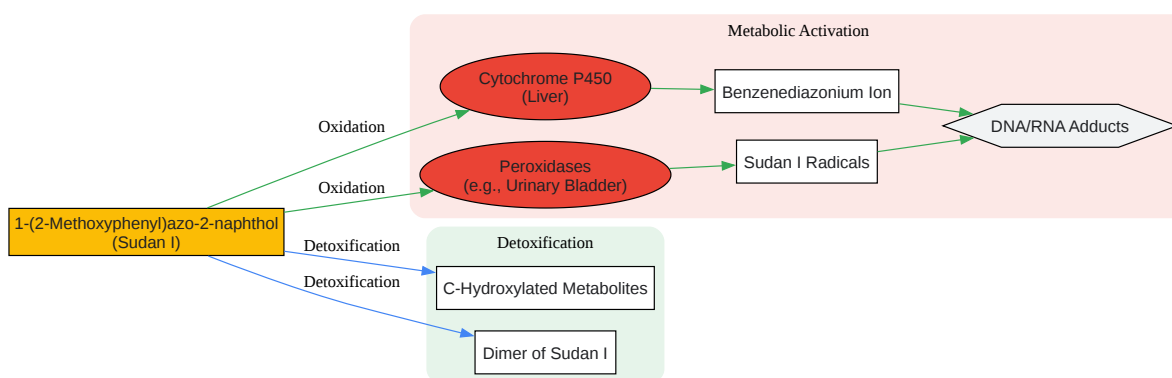 Metabolic Activation
Cytochrome P450
(Liver)
Benzenediazonium Ion
DNA/RNA Adducts
Oxidation
Peroxidases
(e.g., Urinary Bladder)
Sudan I Radicals
Oxidation
1-(2-Methoxyphenyl)azo-2-naphthol
(Sudan I)
Detoxification
Detoxification
Detoxification
C-Hydroxylated Metabolites
Dimer of Sudan I